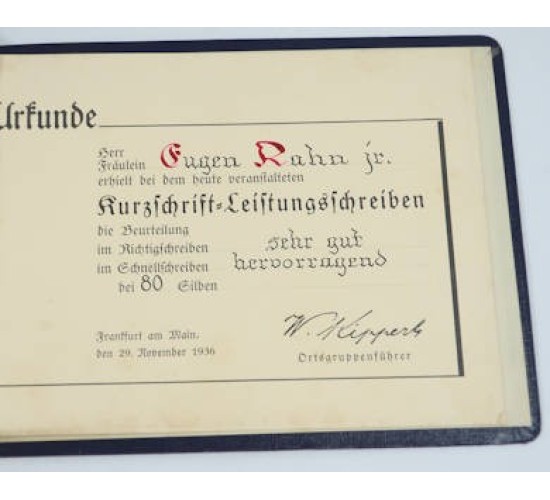 Urkunde
Herr
Fräulein Eugen Rahn jr.
erhielt bei dem heute veranstalteten
Kurzschrift-Leistungsschreiben
die Beurteilung
im Richtigschreiben sehr gut
im Schnellschreiben hervorragend
bei 80 Silben
Frankfurt am Main,
den 29. November 1936
W. Kippert
Ortsgruppenführer